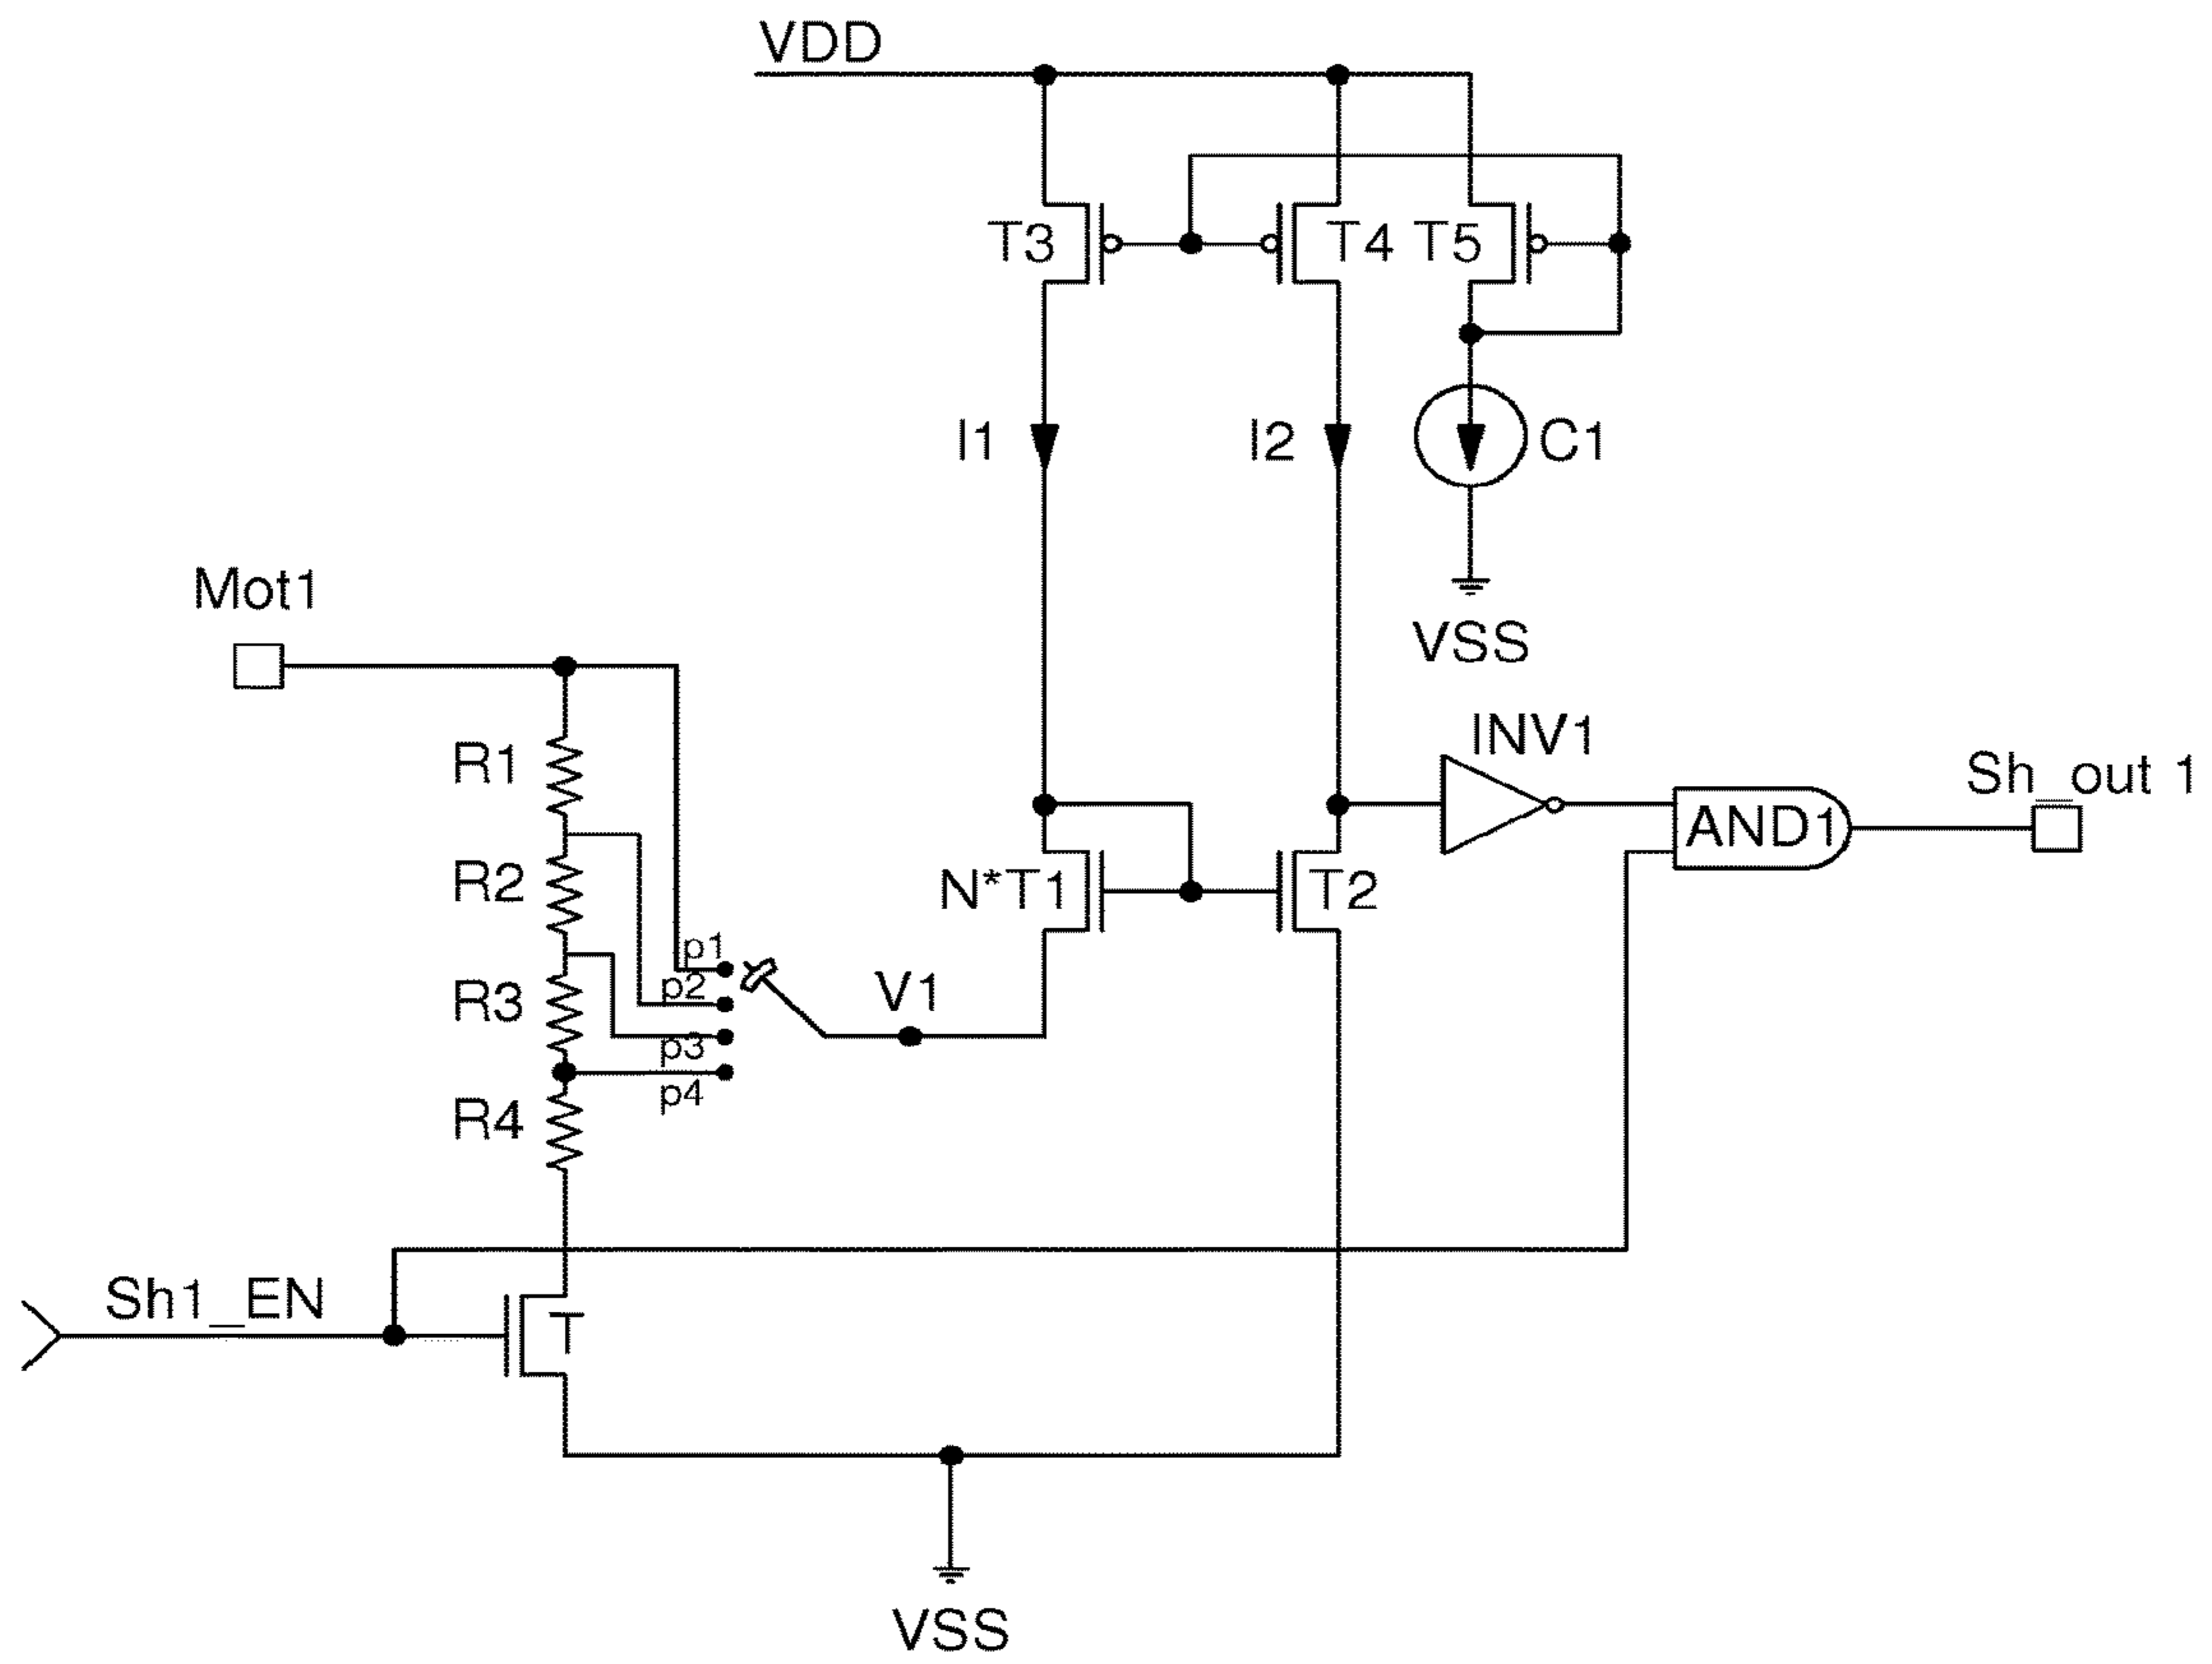 VDD
T3
T4
T5
I1
I2
C1
VSS
Mot1
INV1
Sh_out 1
R1
AND1
R2
N*T1
T2
p1
p2
V1
R3
p3
p4
R4
Sh1_EN
T
VSS